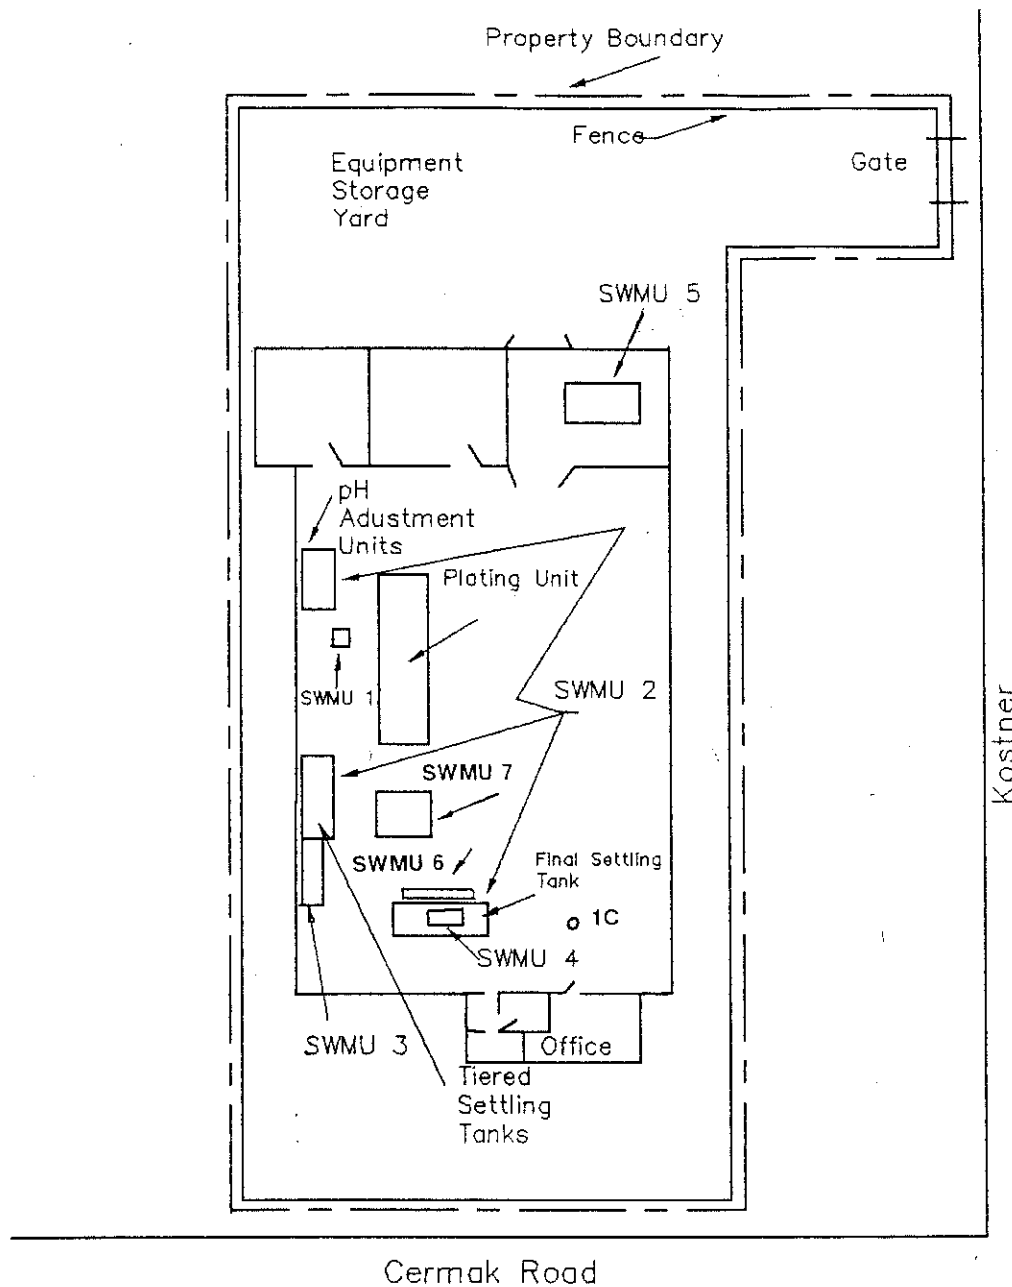 Property Boundary
Fence
Equipment
Storage
Yard
Gate
SWMU 5
pH
Adustment
Units
Plating Unit
SWMU 1
SWMU 2
Kostner
SWMU 7
SWMU 6
Final Settling
Tank
1C
SWMU 4
SWMU 3
Office
Tiered
Settling
Tanks
Cermak Road